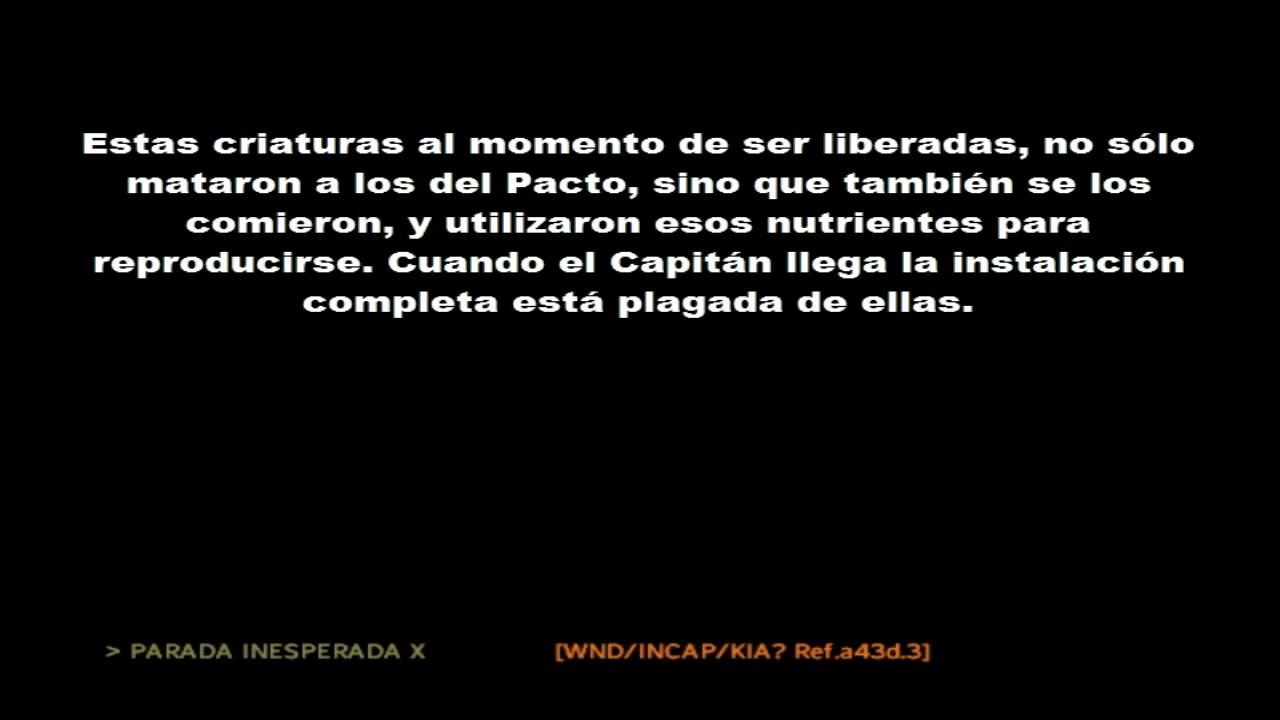 Estas criaturas al momento de ser liberadas, no sólo
mataron a los del Pacto, sino que también se los
comieron, y utilizaron esos nutrientes para
reproducirse. Cuando el Capitán llega la instalación
completa está plagada de ellas.
> PARADA INESPERADA X [WND/INCAP/KIA? Ref.a43d.3]